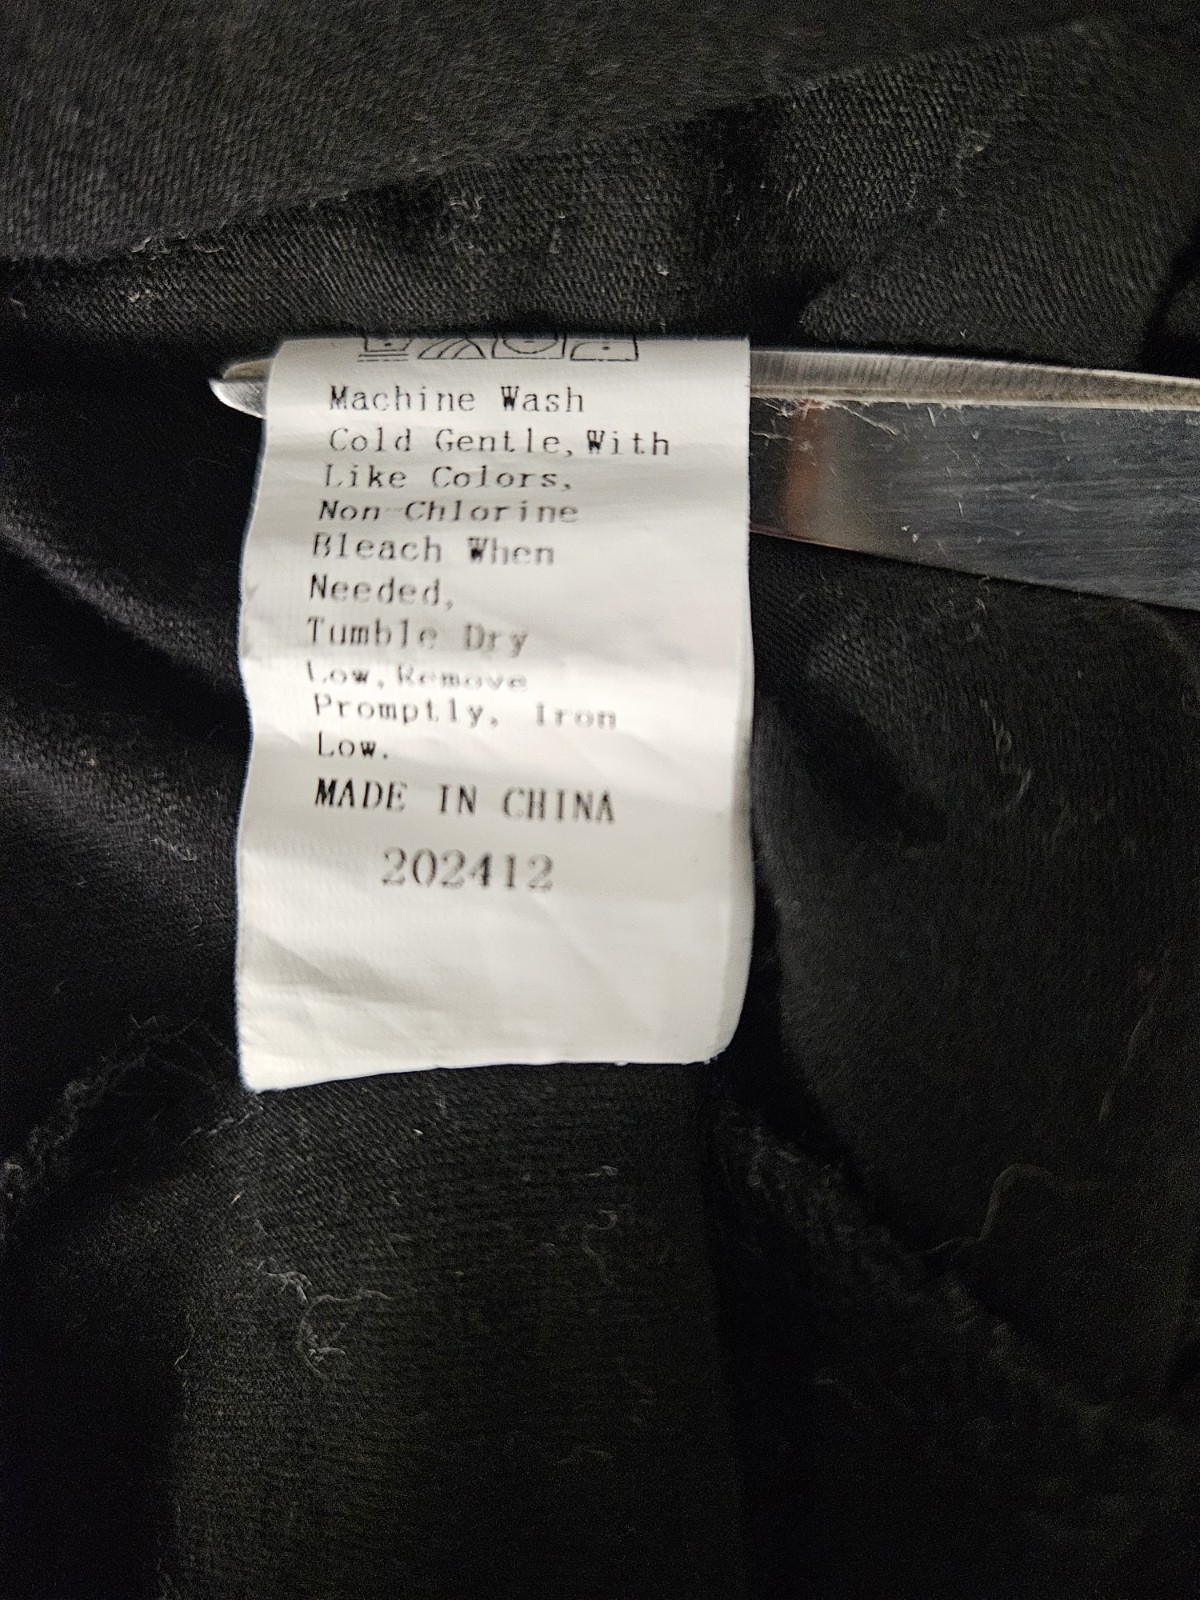 Machine Wash
Cold Gentle,With
Like Colors,
Non-Chlorine
Bleach When
Needed,
Tumble Dry
Low,Remove
Promptly, Iron
Low.
MADE IN CHINA
202412